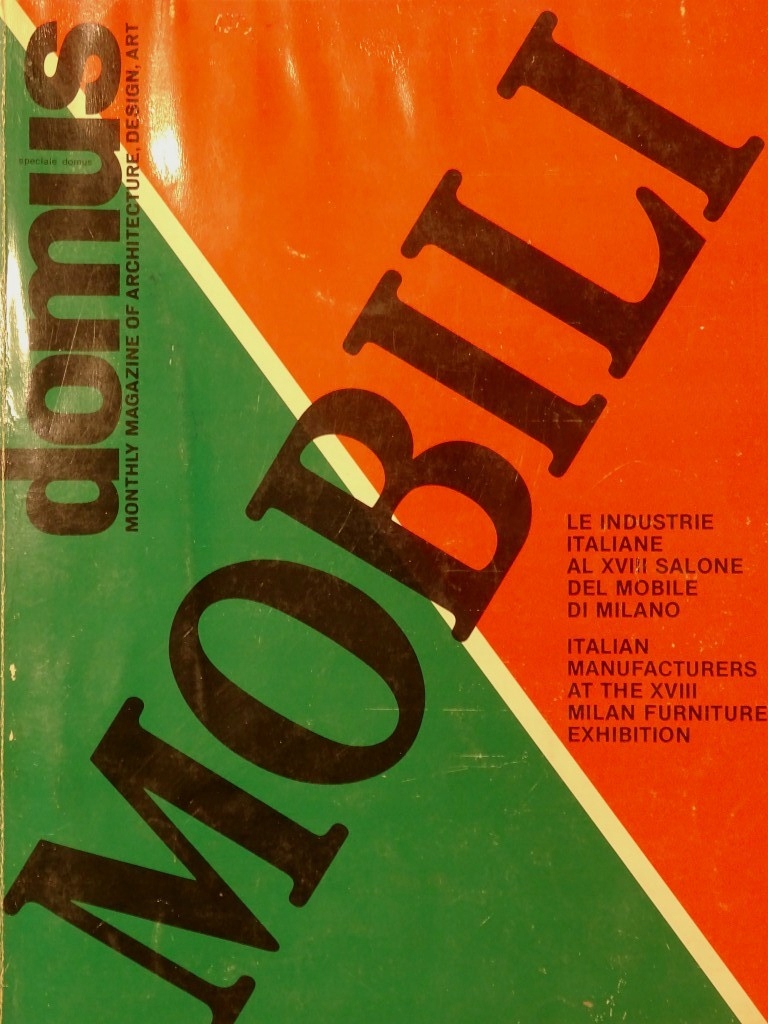 domus
speciale domus
MONTHLY MAGAZINE OF ARCHITECTURE, DESIGN, ART
MOBILI
LE INDUSTRIE
ITALIANE
AL XVIII SALONE
DEL MOBILE
DI MILANO
ITALIAN
MANUFACTURERS
AT THE XVIII
MILAN FURNITURE
EXHIBITION